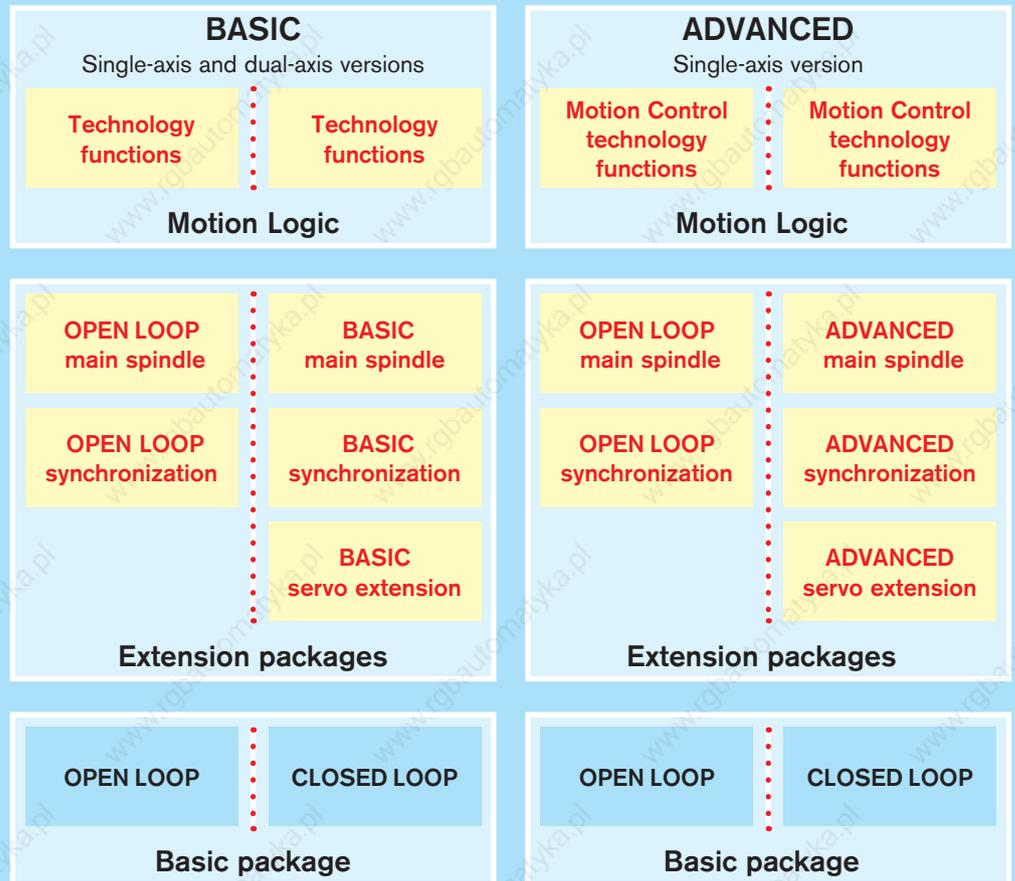 BASIC
Single-axis and dual-axis versions
Technology
functions
Technology
functions
Motion Logic
ADVANCED
Single-axis version
Motion Control
technology
functions
Motion Control
technology
functions
Motion Logic
OPEN LOOP
main spindle
BASIC
main spindle
OPEN LOOP
synchronization
BASIC
synchronization
BASIC
servo extension
Extension packages
OPEN LOOP
main spindle
ADVANCED
main spindle
OPEN LOOP
synchronization
ADVANCED
synchronization
ADVANCED
servo extension
Extension packages
OPEN LOOP
CLOSED LOOP
Basic package
OPEN LOOP
CLOSED LOOP
Basic package
www.rgbautomatyka.pl